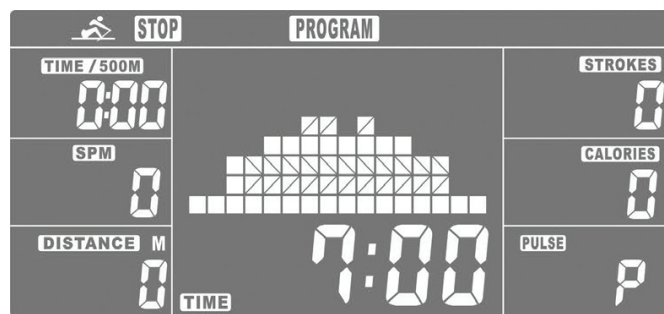 STOP PROGRAM
TIME / 500M
0:00
SPM
0
DISTANCE M
0
TIME 7:00
STROKES
0
CALORIES
0
PULSE
P